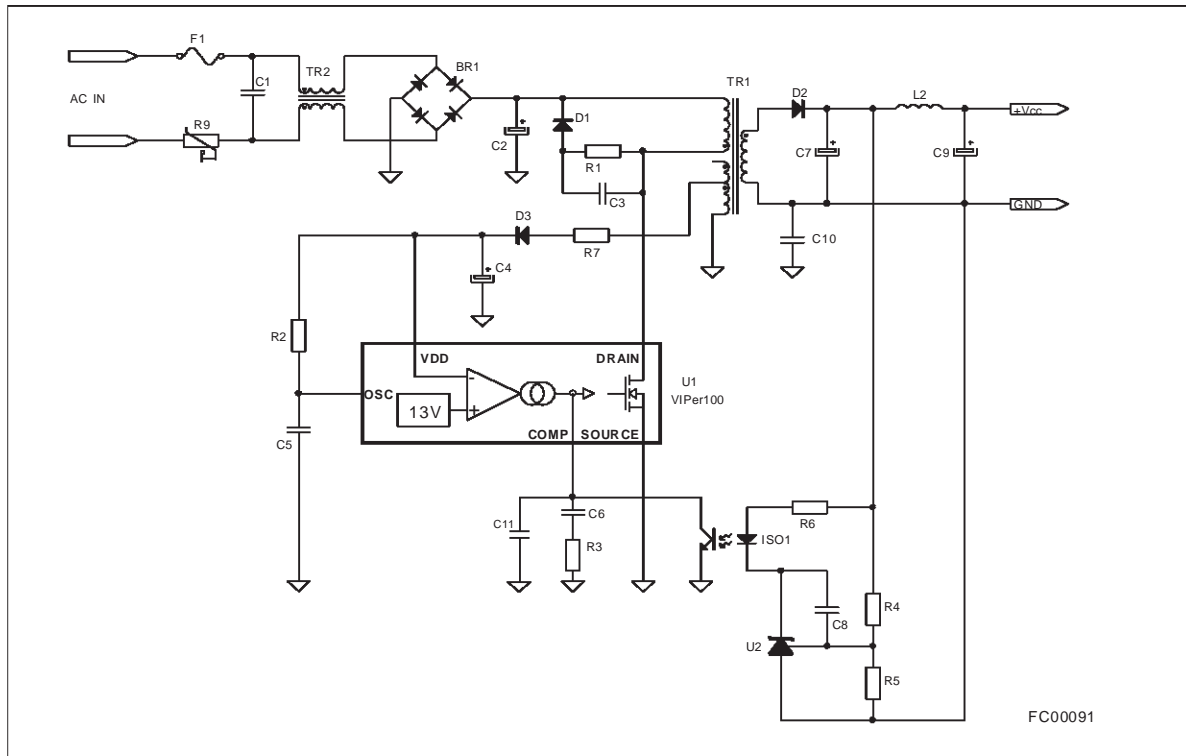 F1
TR2
BR1
TR1
D2
L2
C1
+Vcc
AC IN
D1
R9
C2
C7
C9
R1
C3
GND
D3
C10
R7
C4
R2
VDD
DRAIN
U1
VIPer100
OSC
-
13V
+
COMP SOURCE
C5
C11
C6
R6
ISO1
R3
C8
R4
U2
R5
FC00091